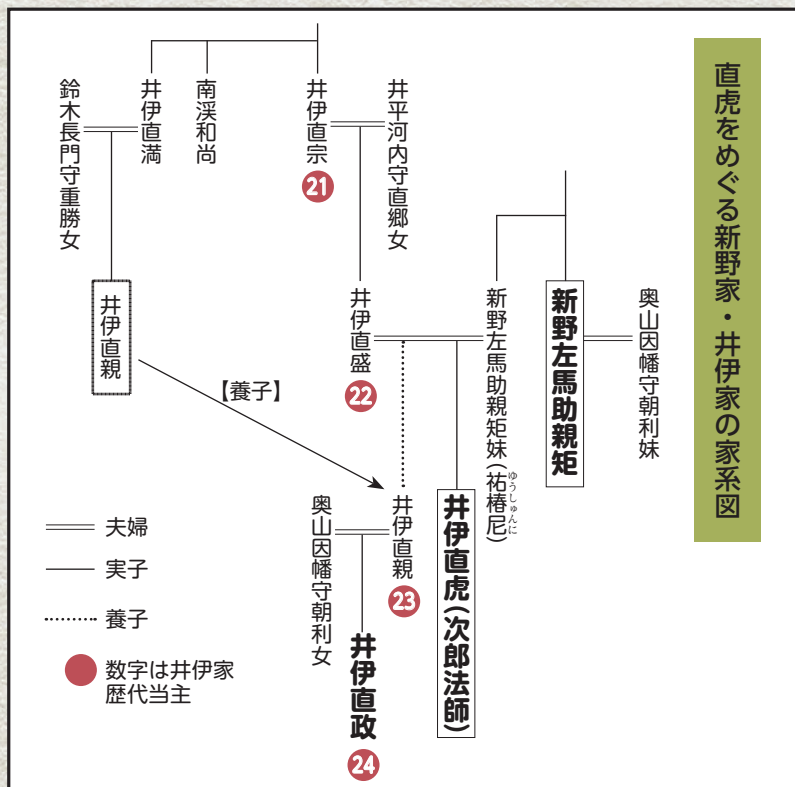 直虎をめぐる新野家・井伊家の家系図
奥山因幡守朝利妹
新野左馬助親矩
新野左馬助親矩妹(祐椿尼)
ゆうしゅんに
井平河内守直郷女
井伊直宗
21
南渓和尚
井伊直満
鈴木長門守重勝女
井伊直盛
22
井伊直親
【養子】
井伊直虎(次郎法師)
井伊直親
23
奥山因幡守朝利女
井伊直政
24
夫婦
実子
養子
数字は井伊家
歴代当主